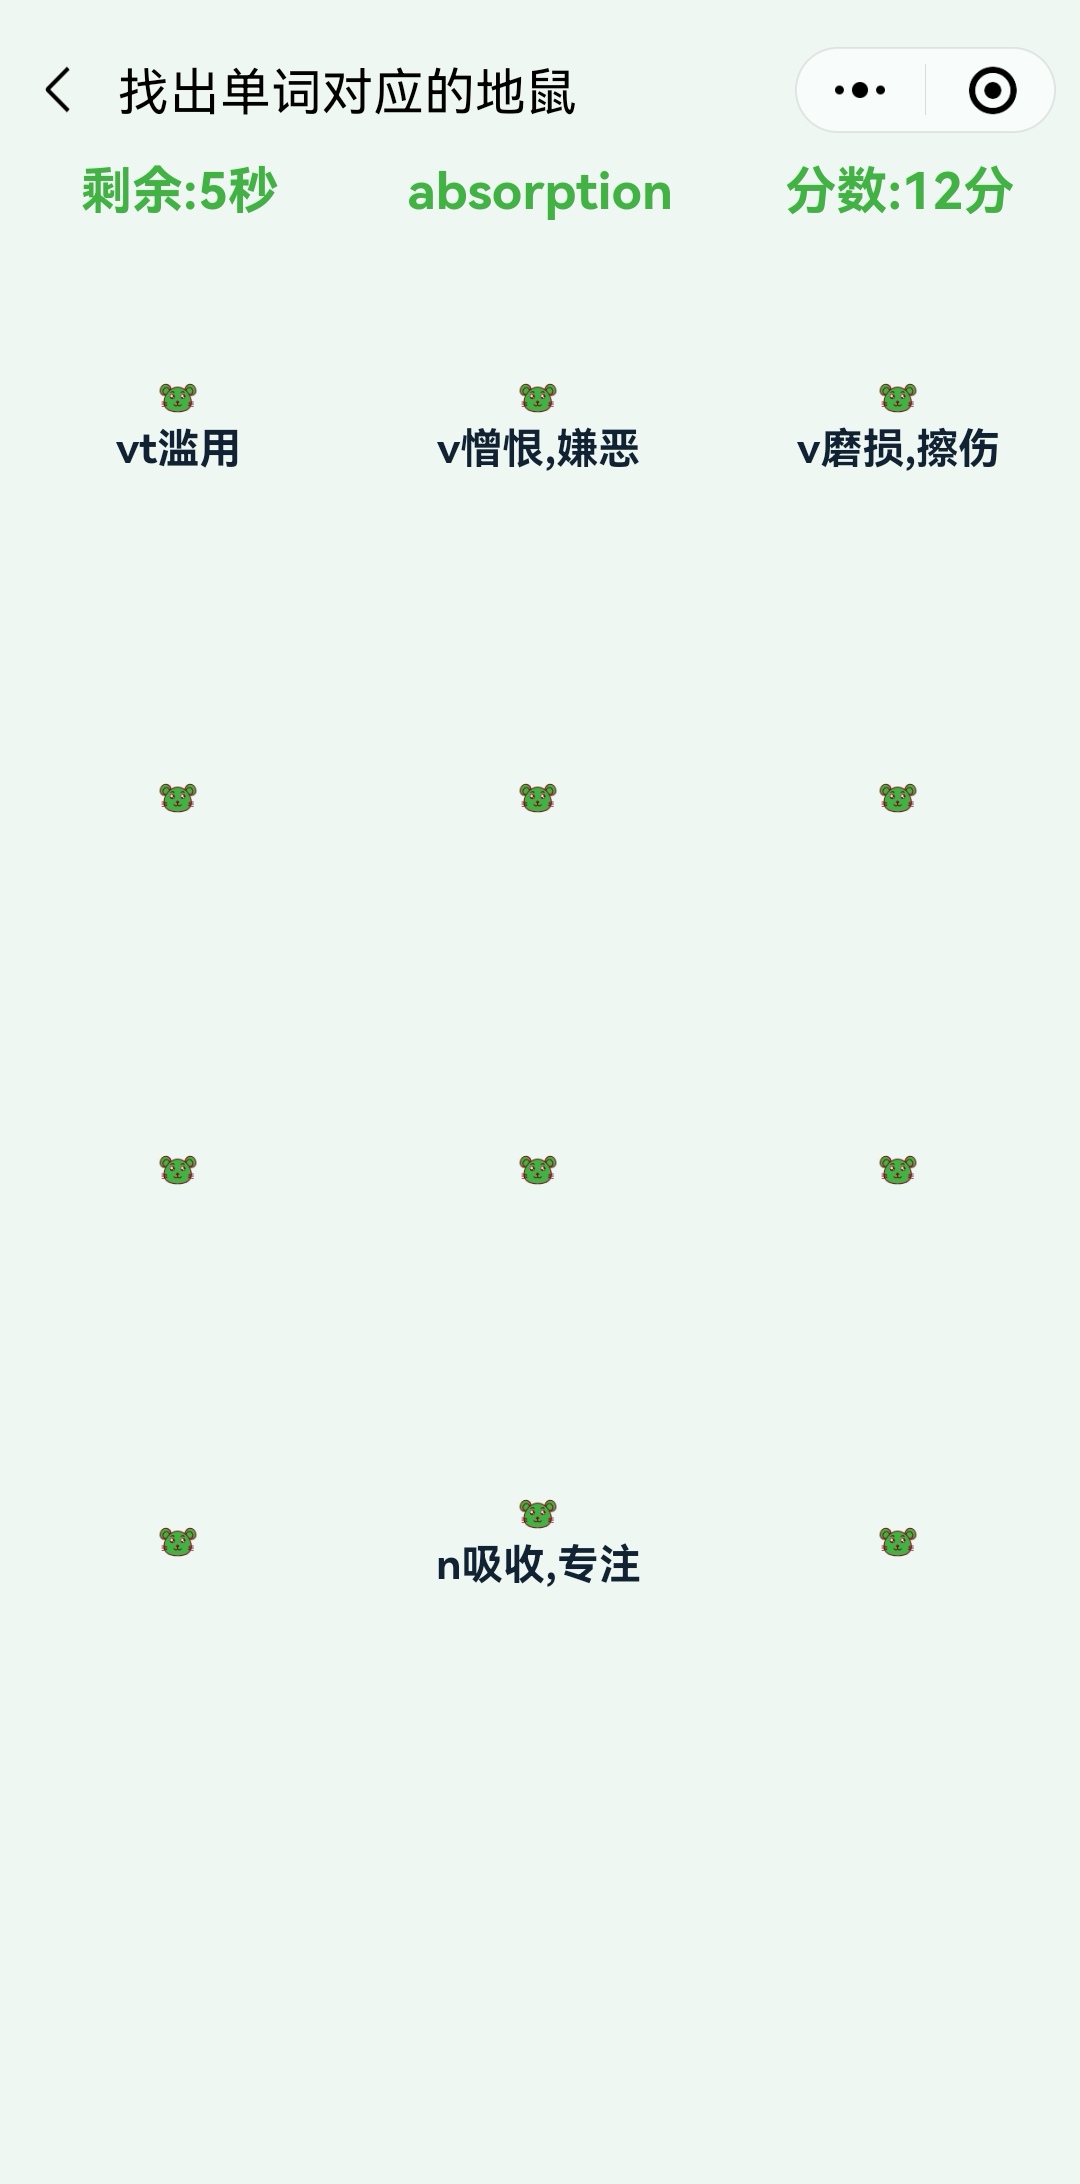 找出单词对应的地鼠
剩余:5秒 absorption 分数:12分
vt滥用 v憎恨,嫌恶 v磨损,擦伤
n吸收,专注